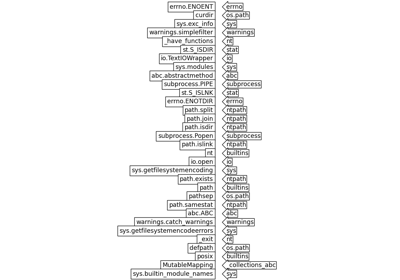 errno.ENOENT errno
curdir os.path
sys.exc_info sys
warnings.simplefilter warnings
_have_functions nt
st.S_ISDIR stat
io.TextIOWrapper io
sys.modules sys
abc.abstractmethod abc
subprocess.PIPE subprocess
st.S_ISLNK stat
errno.ENOTDIR errno
path.split ntpath
path.join ntpath
path.isdir ntpath
subprocess.Popen subprocess
path.islink ntpath
nt builtins
io.open io
sys.getfilesystemencoding sys
path.exists ntpath
path builtins
pathsep os.path
path.samestat ntpath
abc.ABC abc
warnings.catch_warnings warnings
sys.getfilesystemencodeerrors sys
_exit nt
defpath os.path
posix builtins
MutableMapping _collections_abc
sys.builtin_module_names sys